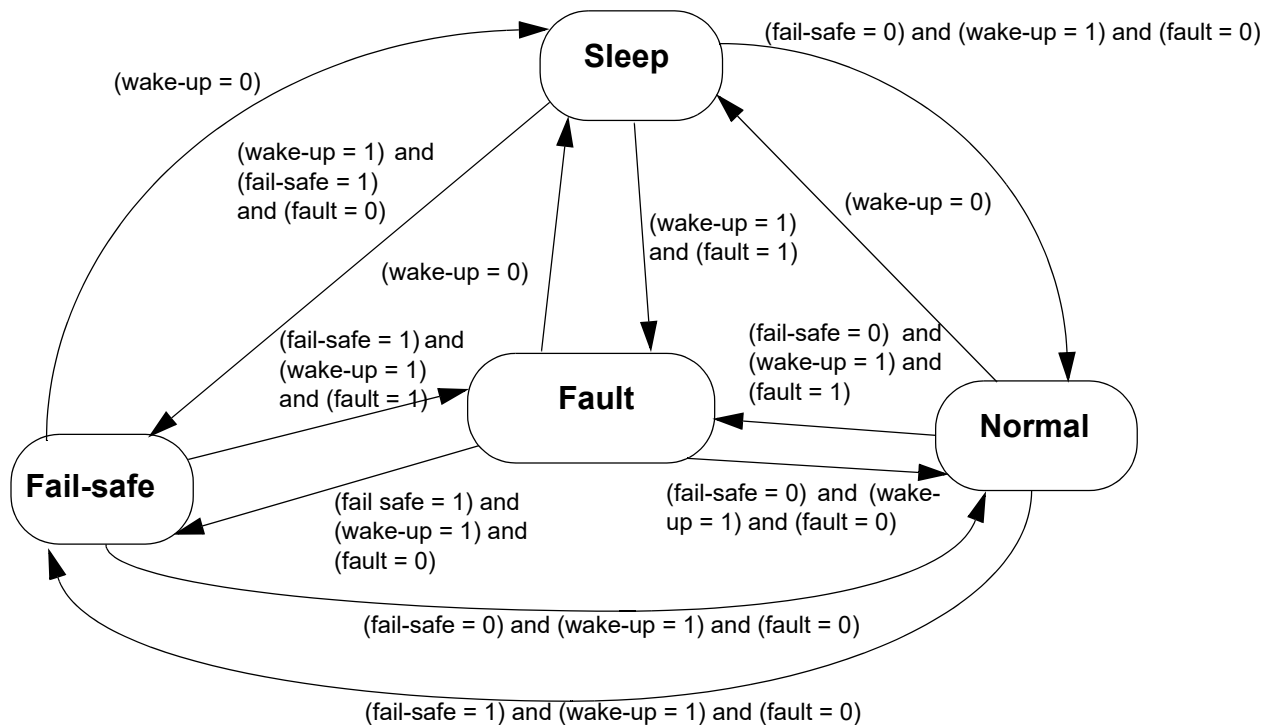 Sleep
(fail-safe = 0) and (wake-up = 1) and (fault = 0)
(wake-up = 0)
(wake-up = 1) and
(fail-safe = 1)
and (fault = 0)
(wake-up = 0)
(wake-up = 1)
and (fault = 1)
(wake-up = 0)
(fail-safe = 1) and
(wake-up = 1)
and (fault = 1)
(fail-safe = 0) and
(wake-up = 1) and
(fault = 1)
Fault
Normal
Fail-safe
(fail safe = 1) and
(wake-up = 1) and
(fault = 0)
(fail-safe = 0) and (wake-
up = 1) and (fault = 0)
(fail-safe = 0) and (wake-up = 1) and (fault = 0)
(fail-safe = 1) and (wake-up = 1) and (fault = 0)